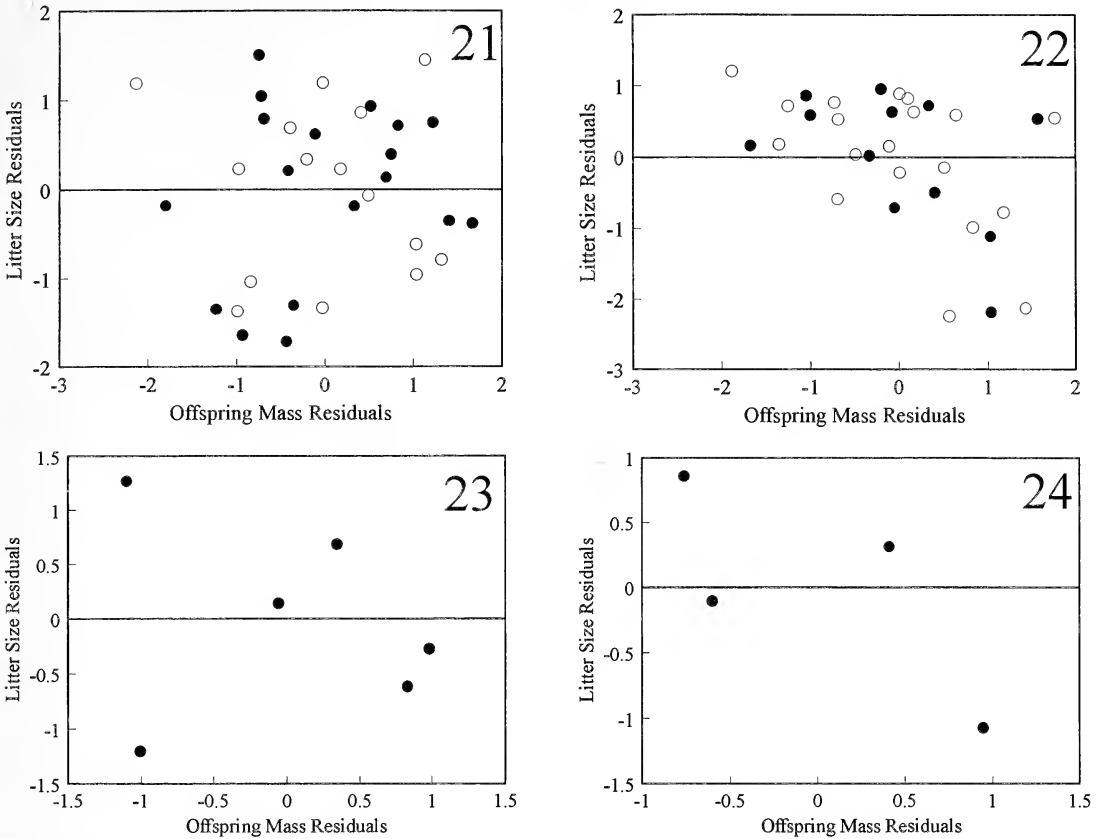 21
2
1
0
-1
-2
Litter Size Residuals
-3 -2 -1 0 1 2
Offspring Mass Residuals
22
2
1
0
-1
-2
-3
Litter Size Residuals
-3 -2 -1 0 1 2
Offspring Mass Residuals
23
1.5
1
0.5
0
-0.5
-1
-1.5
Litter Size Residuals
-1.5 -1 -0.5 0 0.5 1 1.5
Offspring Mass Residuals
24
1
0.5
0
-0.5
-1
-1.5
Litter Size Residuals
-1 -0.5 0 0.5 1 1.5
Offspring Mass Residuals